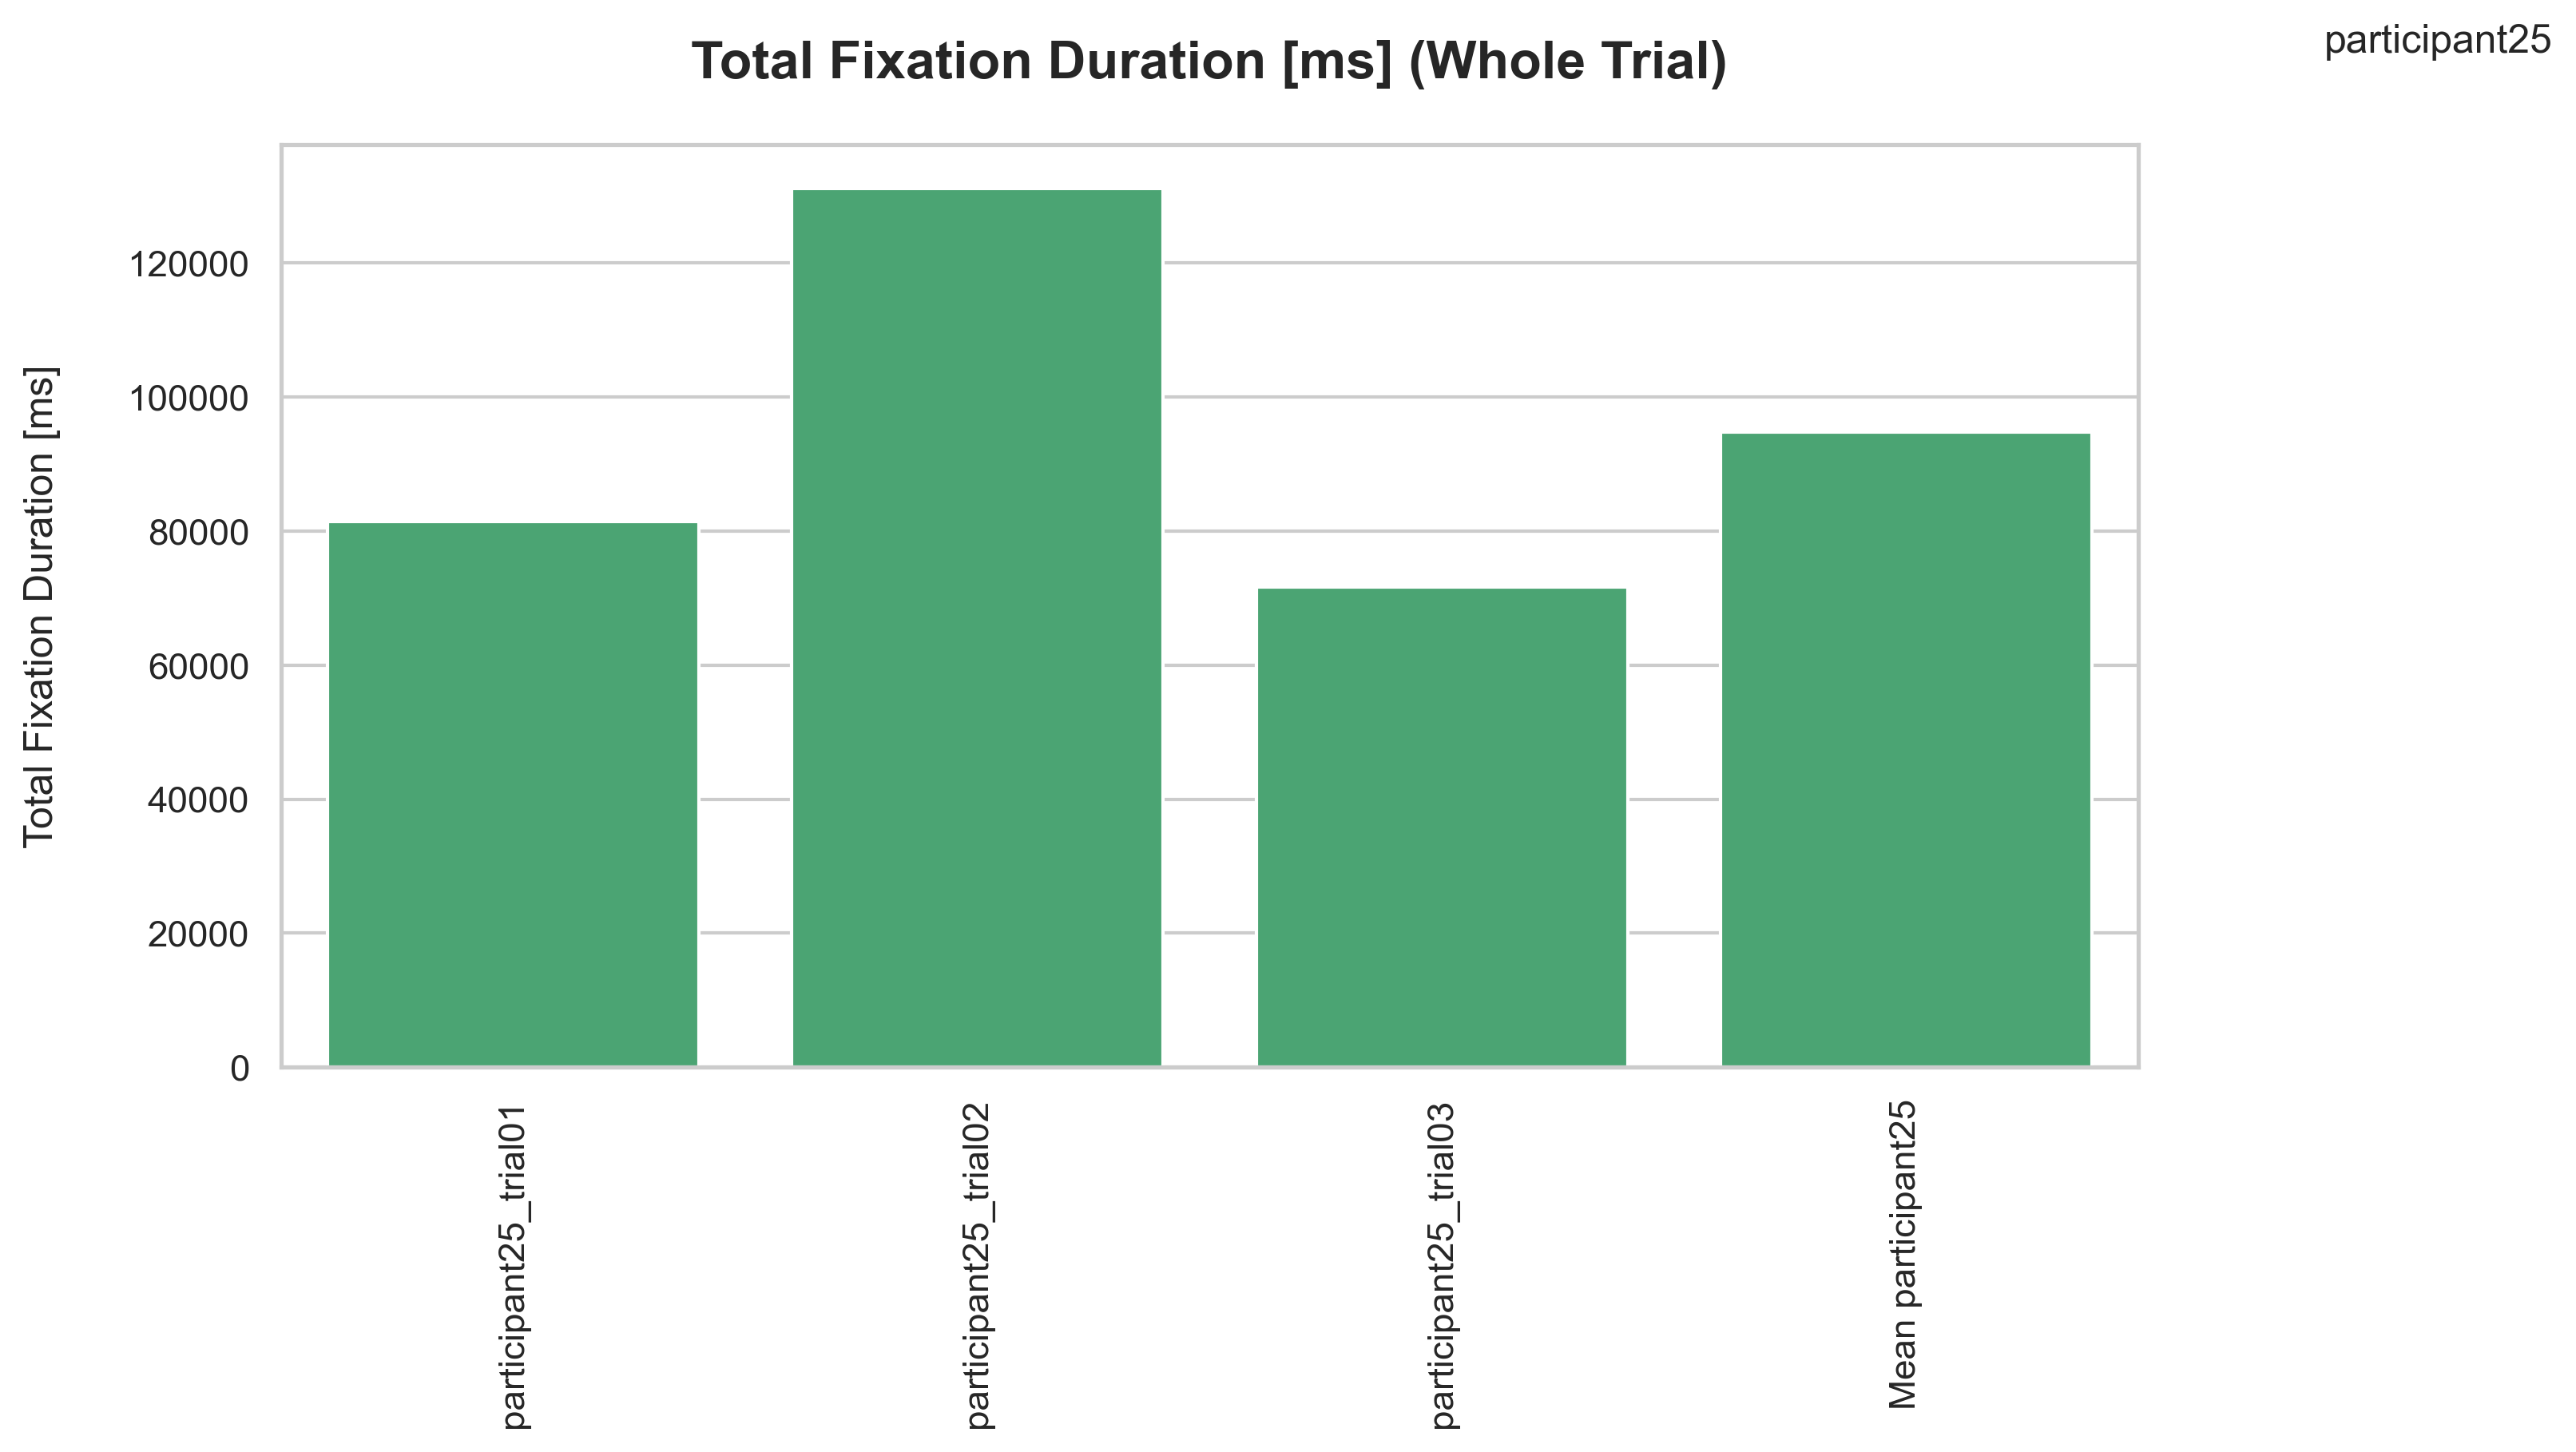 participant25
Total Fixation Duration [ms] (Whole Trial)
Total Fixation Duration [ms]
120000
100000
80000
60000
40000
20000
0
participant25_trial01
participant25_trial02
participant25_trial03
Mean participant25